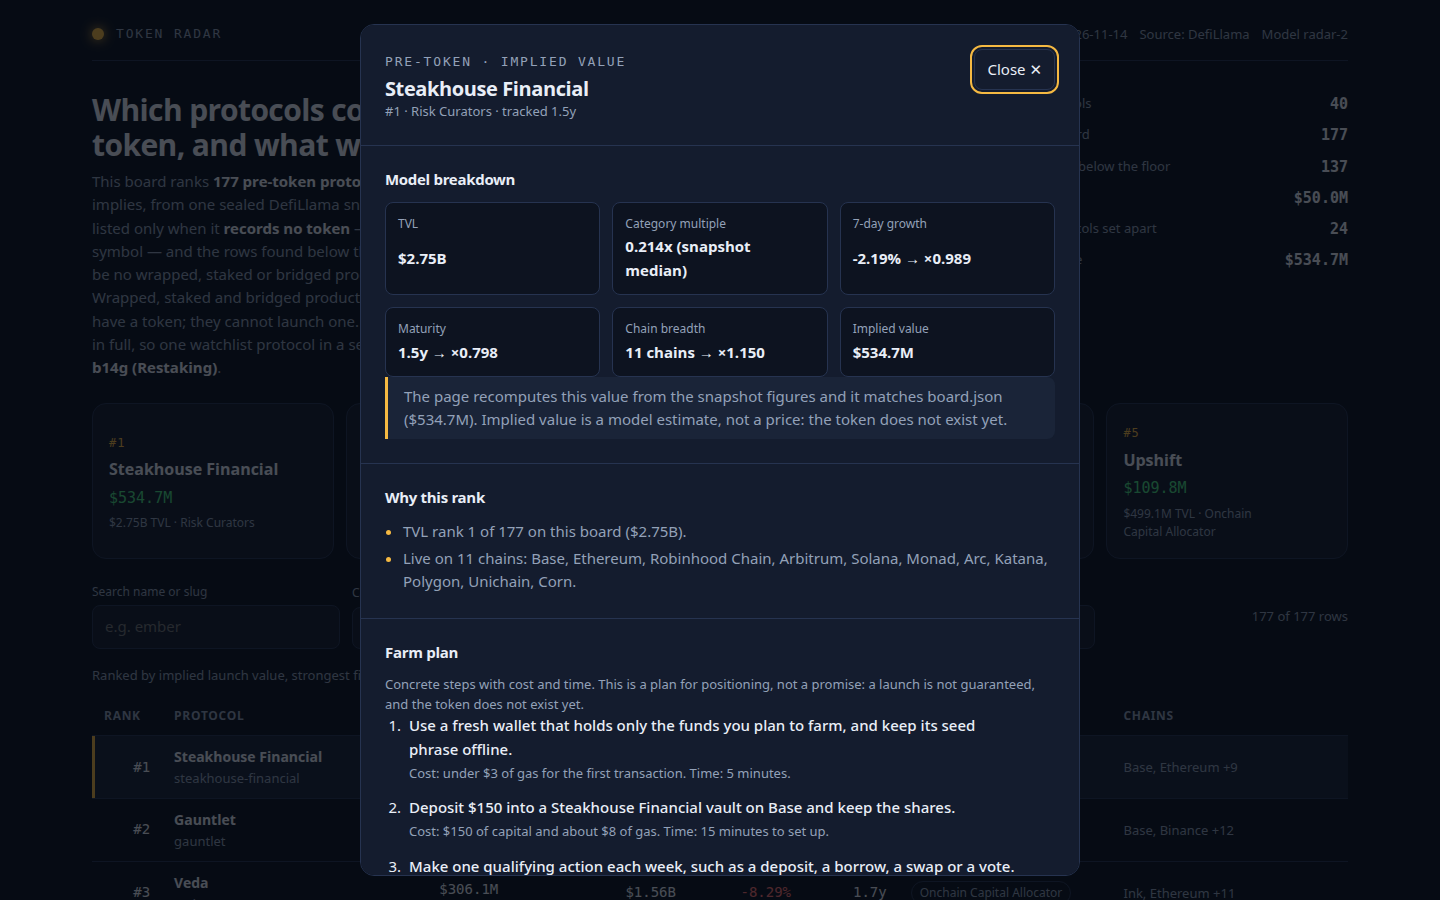 TOKEN RADAR
26-11-14 Source: DefiLlama Model radar-2
Which protocols co
token, and what w
This board ranks 177 pre-token proto
implies, from one sealed DefiLlama sn
listed only when it records no token –
symbol — and the rows found below t
be no wrapped, staked or bridged pro
Wrapped, staked and bridged product
have a token; they cannot launch one.
in full, so one watchlist protocol in a se
b14g (Restaking).
ols 40
rd 177
below the floor 137
$50.0M
cols set apart 24
$534.7M
#1
Steakhouse Financial
$534.7M
$2.75B TVL · Risk Curators
#5
Upshift
$109.8M
$499.1M TVL · Onchain
Capital Allocator
Search name or slug
C
e.g. ember
177 of 177 rows
Ranked by implied launch value, strongest fi
RANK PROTOCOL CHAINS
#1 Steakhouse Financial
steakhouse-financial
Base, Ethereum +9
#2 Gauntlet
gauntlet
Base, Binance +12
#3 Veda
$306.1M $1.56B -8.29% 1.7y Onchain Capital Allocator Ink, Ethereum +11
PRE-TOKEN · IMPLIED VALUE
Steakhouse Financial
#1 · Risk Curators · tracked 1.5y
Close ✕
Model breakdown
TVL
$2.75B
Category multiple
0.214x (snapshot
median)
7-day growth
-2.19% → ×0.989
Maturity
1.5y → ×0.798
Chain breadth
11 chains → ×1.150
Implied value
$534.7M
The page recomputes this value from the snapshot figures and it matches board.json
($534.7M). Implied value is a model estimate, not a price: the token does not exist yet.
Why this rank
• TVL rank 1 of 177 on this board ($2.75B).
• Live on 11 chains: Base, Ethereum, Robinhood Chain, Arbitrum, Solana, Monad, Arc, Katana,
Polygon, Unichain, Corn.
Farm plan
Concrete steps with cost and time. This is a plan for positioning, not a promise: a launch is not guaranteed,
and the token does not exist yet.
1. Use a fresh wallet that holds only the funds you plan to farm, and keep its seed
phrase offline.
Cost: under $3 of gas for the first transaction. Time: 5 minutes.
2. Deposit $150 into a Steakhouse Financial vault on Base and keep the shares.
Cost: $150 of capital and about $8 of gas. Time: 15 minutes to set up.
3. Make one qualifying action each week, such as a deposit, a borrow, a swap or a vote.